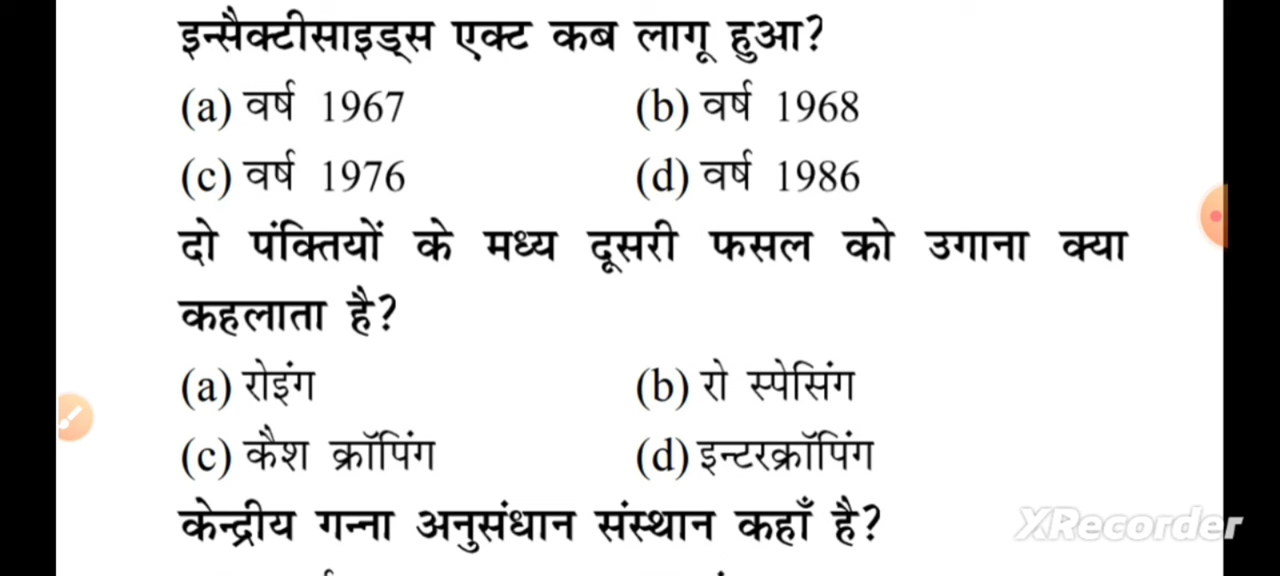 इन्सैक्टीसाइड्स एक्ट कब लागू हुआ?
(a) वर्ष 1967 (b) वर्ष 1968
(c) वर्ष 1976 (d) वर्ष 1986
दो पंक्तियों के मध्य दूसरी फसल को उगाना क्या
कहलाता है?
(a) रोइंग (b) रो स्पेसिंग
(c) कैश क्रॉपिंग (d) इन्टरक्रॉपिंग
केन्द्रीय गन्ना अनुसंधान संस्थान कहाँ है?
XRecorder